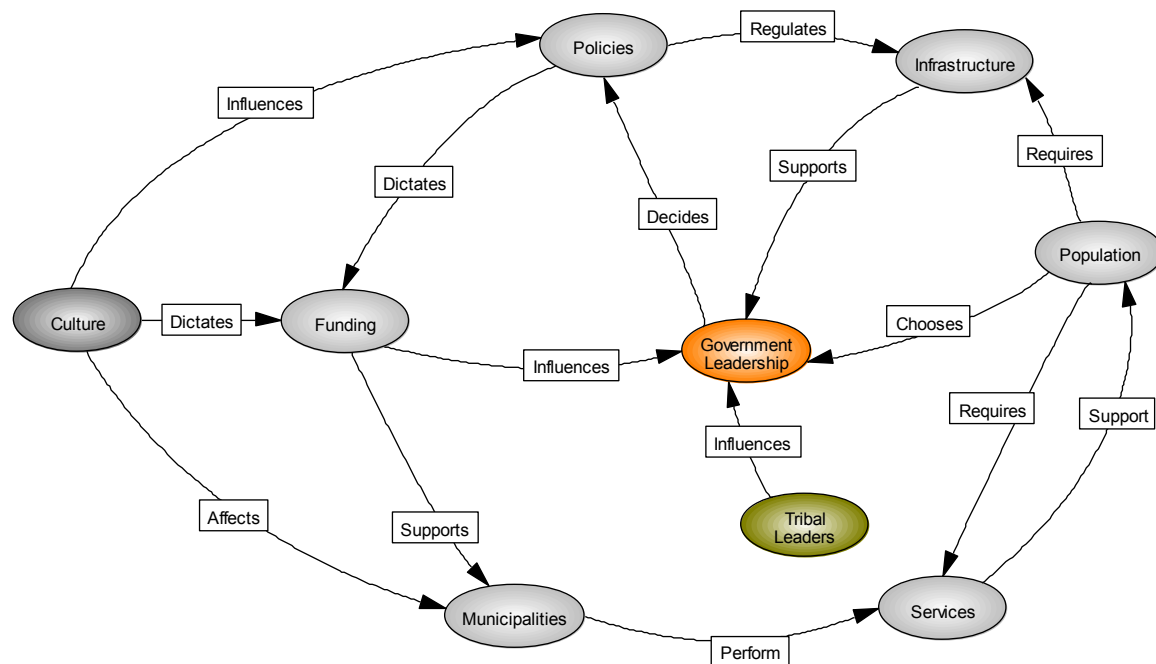 Policies
Regulates
Infrastructure
Influences
Requires
Supports
Dictates
Decides
Population
Culture
Dictates
Funding
Chooses
Government
Leadership
Influences
Requires
Support
Influences
Affects
Supports
Tribal
Leaders
Municipalities
Services
Perform